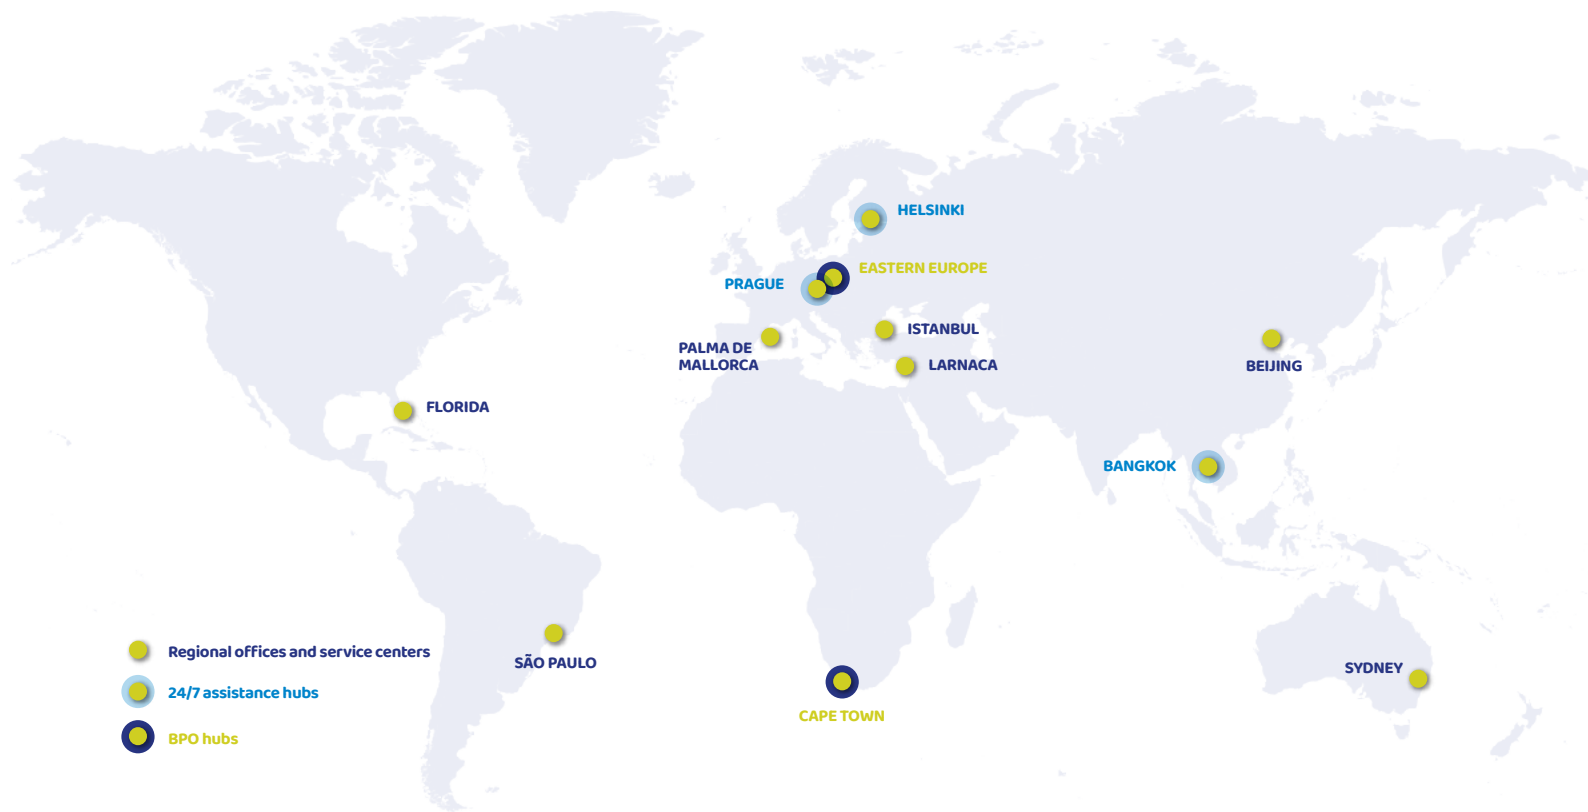 HELSINKI
EASTERN EUROPE
PRAGUE
ISTANBUL
PALMA DE
MALLORCA
LARNACA
BEIJING
FLORIDA
BANGKOK
SÃO PAULO
SYDNEY
CAPE TOWN
Regional offices and service centers
24/7 assistance hubs
BPO hubs